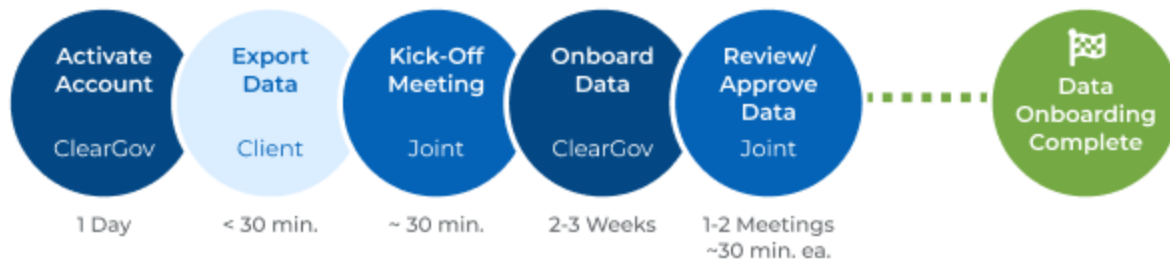 Activate
Account
ClearGov
1 Day
Export
Data
Client
< 30 min.
Kick-Off
Meeting
Joint
~ 30 min.
Onboard
Data
ClearGov
2-3 Weeks
Review/
Approve
Data
Joint
1-2 Meetings
~30 min. ea.
Data
Onboarding
Complete